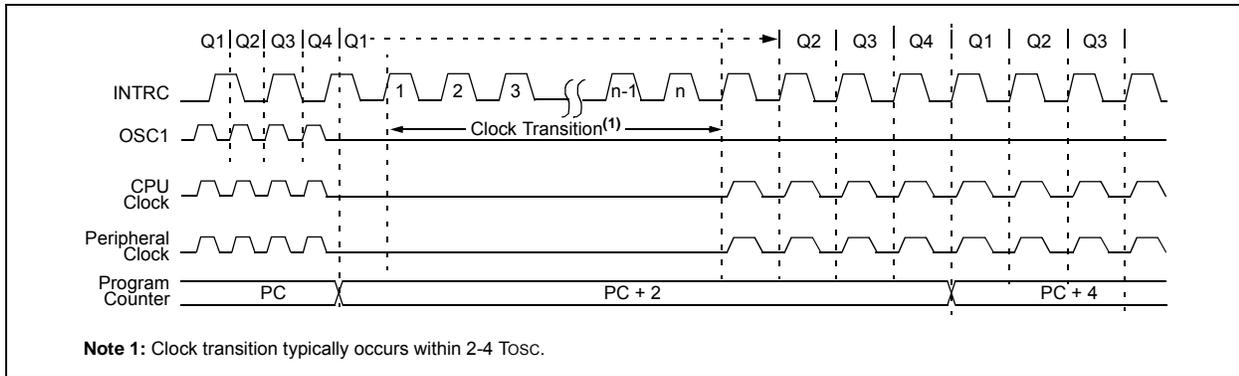 Q1 Q2 Q3 Q4 Q1 Q2 Q3 Q4 Q1 Q2 Q3
INTRC
1 2 3 n-1 n
OSC1
Clock Transition(1)
CPU
Clock
Peripheral
Clock
Program
Counter
PC PC + 2 PC + 4
Note 1: Clock transition typically occurs within 2-4 TOSC.